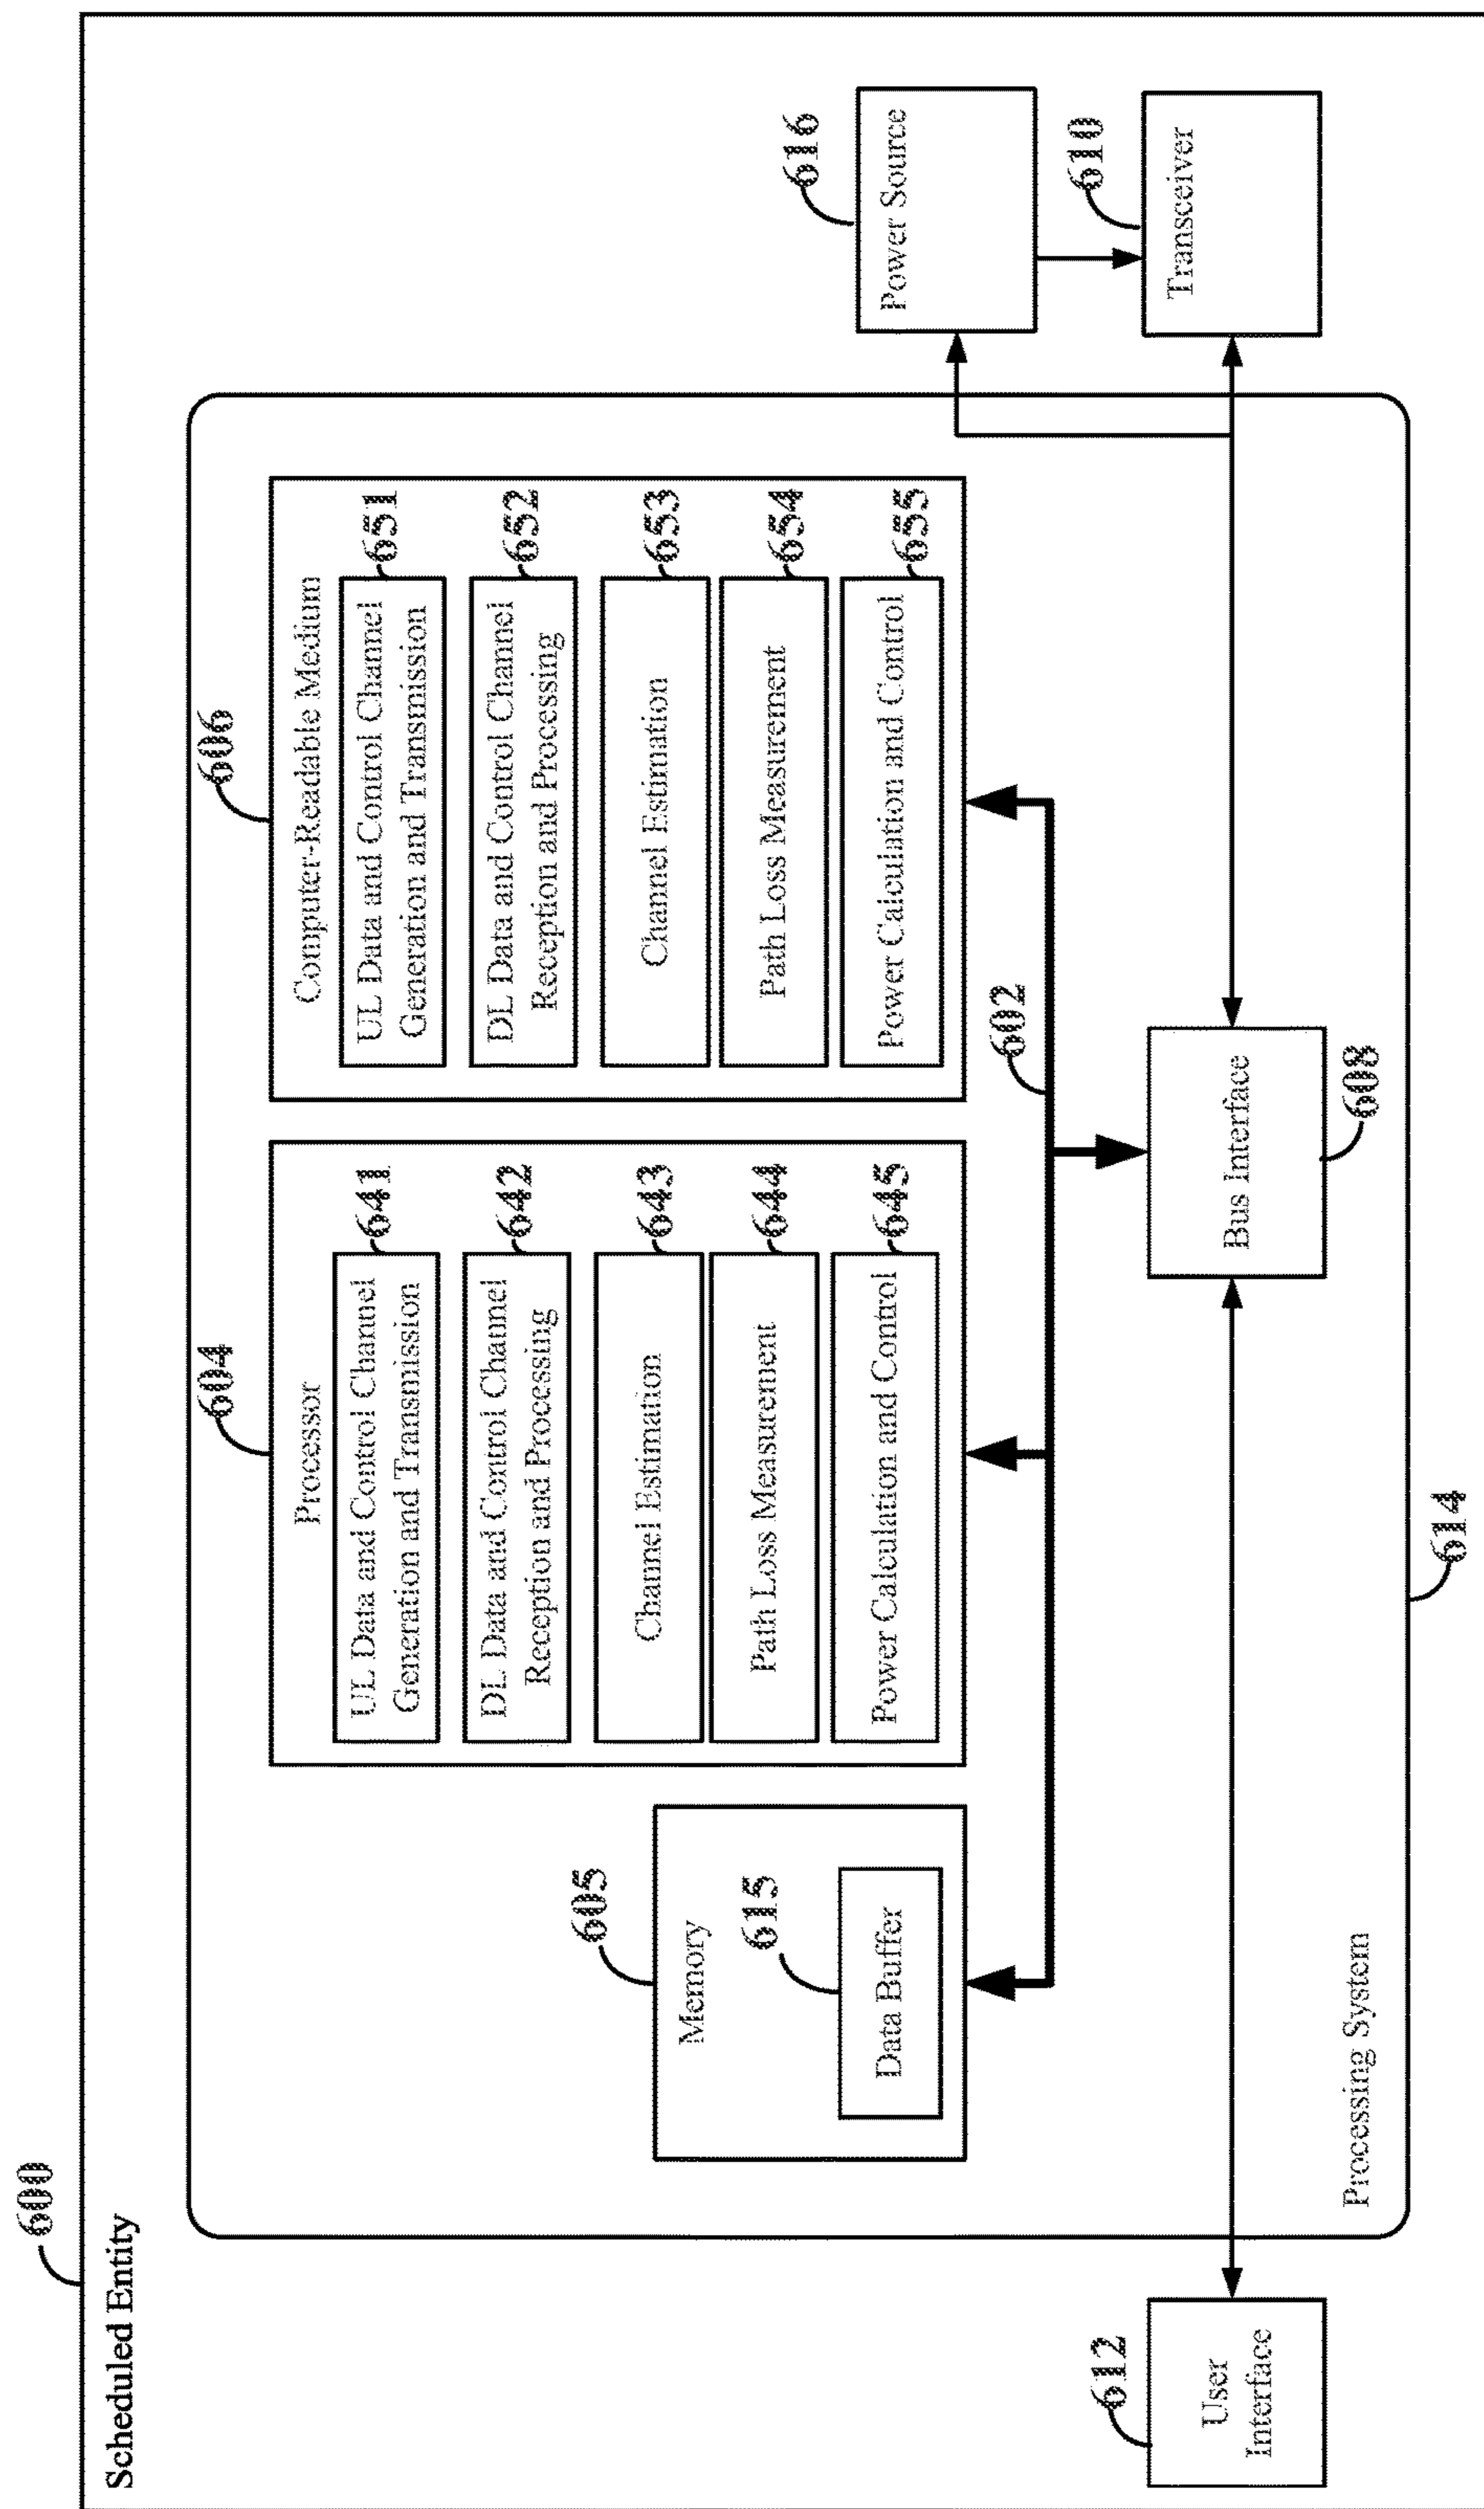 600
Scheduled Entity
614
Processing System
605
Memory
615
Data Buffer
604
Processor
UL Data and Control Channel
Generation and Transmission
641
DL Data and Control Channel
Reception and Processing
642
Channel Estimation
643
Path Loss Measurement
644
Power Calculation and Control
645
606
Computer-Readable Medium
UL Data and Control Channel
Generation and Transmission
651
DL Data and Control Channel
Reception and Processing
652
Channel Estimation
653
Path Loss Measurement
654
Power Calculation and Control
655
602
612
User
Interface
Bus Interface
608
616
Power Source
610
Transceiver